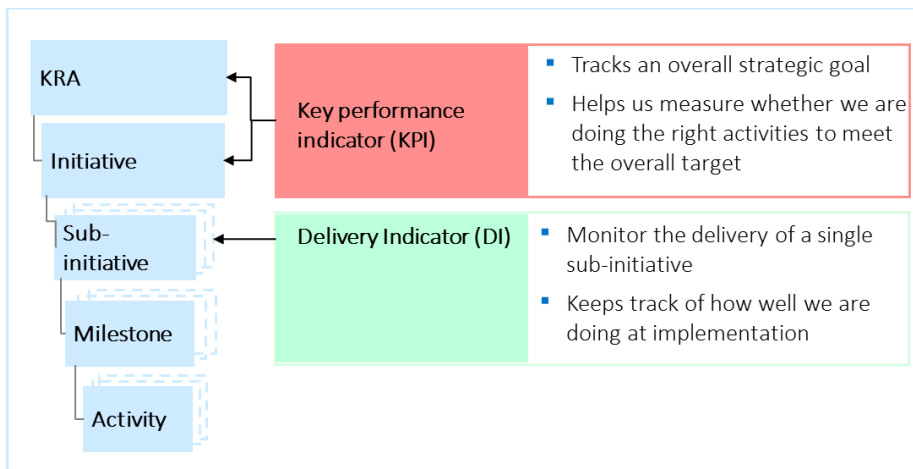 KRA
Initiative
Sub-
initiative
Milestone
Activity
Key performance
indicator (KPI)
▪ Tracks an overall strategic goal
▪ Helps us measure whether we are
doing the right activities to meet
the overall target
Delivery Indicator (DI)
▪ Monitor the delivery of a single
sub-initiative
▪ Keeps track of how well we are
doing at implementation